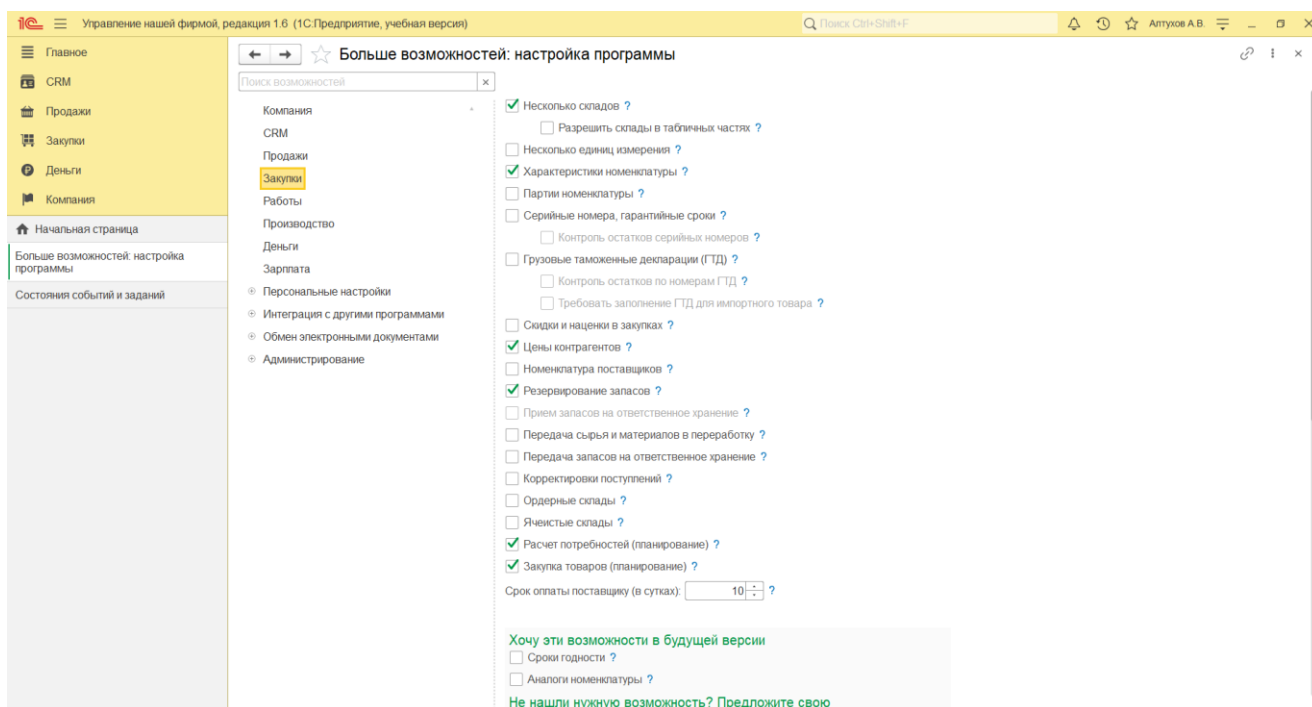 1С Управление нашей фирмой, редакция 1.6 (1С:Предприятие, учебная версия) Поиск Ctrl+Shift+F Аптухов А.В.
Главное
CRM
Продажи
Закупки
Деньги
Компания
Начальная страница
Больше возможностей: настройка
программы
Состояния событий и заданий
Больше возможностей: настройка программы
Поиск возможностей
Компания
CRM
Продажи
Закупки
Работы
Производство
Деньги
Зарплата
Персональные настройки
Интеграция с другими программами
Обмен электронными документами
Администрирование
Несколько складов ?
Разрешить склады в табличных частях ?
Несколько единиц измерения ?
Характеристики номенклатуры ?
Партии номенклатуры ?
Серийные номера, гарантийные сроки ?
Контроль остатков серийных номеров ?
Грузовые таможенные декларации (ГТД) ?
Контроль остатков по номерам ГТД ?
Требовать заполнение ГТД для импортного товара ?
Скидки и наценки в закупках ?
Цены контрагентов ?
Номенклатура поставщиков ?
Резервирование запасов ?
Прием запасов на ответственное хранение ?
Передача сырья и материалов в переработку ?
Передача запасов на ответственное хранение ?
Корректировки поступлений ?
Ордерные склады ?
Ячеистые склады ?
Расчет потребностей (планирование) ?
Закупка товаров (планирование) ?
Срок оплаты поставщику (в сутках): 10 ?
Хочу эти возможности в будущей версии
Сроки годности ?
Аналоги номенклатуры ?
Не нашли нужную возможность? Предложите свою